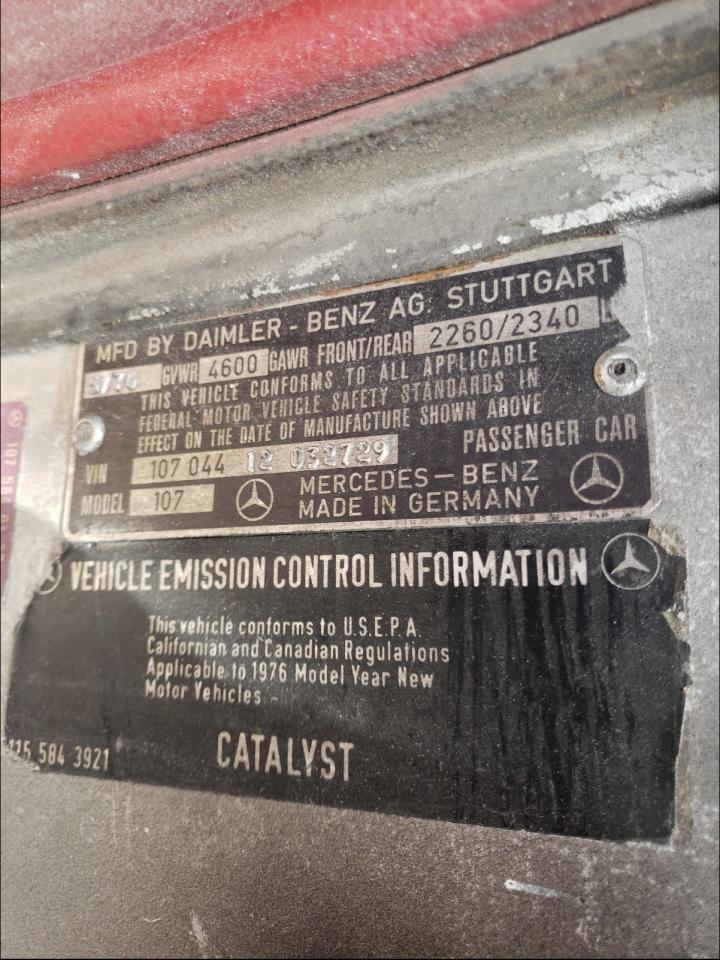 MFD BY DAIMLER - BENZ AG. STUTTGART
GVWR 4600 GAWR FRONT/REAR 2260/2340
THIS VEHICLE CONFORMS TO ALL APPLICABLE
FEDERAL MOTOR VEHICLE SAFETY STANDARDS IN
EFFECT ON THE DATE OF MANUFACTURE SHOWN ABOVE
PASSENGER CAR
VIN 107 044 12 032729
MODEL 107
MERCEDES-BENZ
MADE IN GERMANY
VEHICLE EMISSION CONTROL INFORMATION
This vehicle conforms to U.S.E.P.A.
Californian and Canadian Regulations
Applicable to 1976 Model Year New
Motor Vehicles
584 3921
CATALYST
107 58